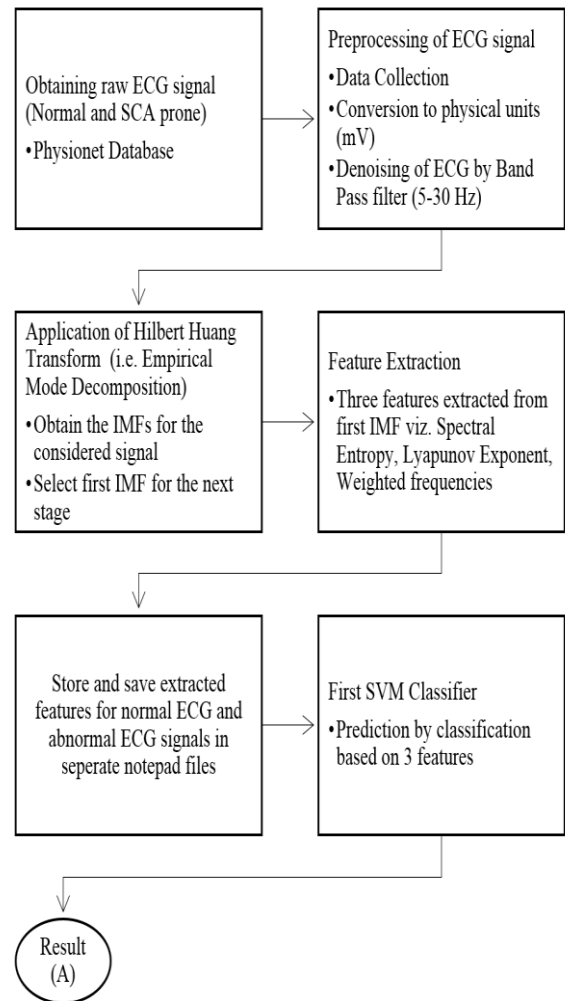 Obtaining raw ECG signal
(Normal and SCA prone)
•Physionet Database
Preprocessing of ECG signal
•Data Collection
•Conversion to physical units
(mV)
•Denoising of ECG by Band
Pass filter (5-30 Hz)
Application of Hilbert Huang
Transform (i.e. Empirical
Mode Decomposition)
•Obtain the IMFs for the
considered signal
•Select first IMF for the next
stage
Feature Extraction
•Three features extracted from
first IMF viz. Spectral
Entropy, Lyapunov Exponent,
Weighted frequencies
Store and save extracted
features for normal ECG and
abnormal ECG signals in
seperate notepad files
First SVM Classifier
•Prediction by classification
based on 3 features
Result
(A)